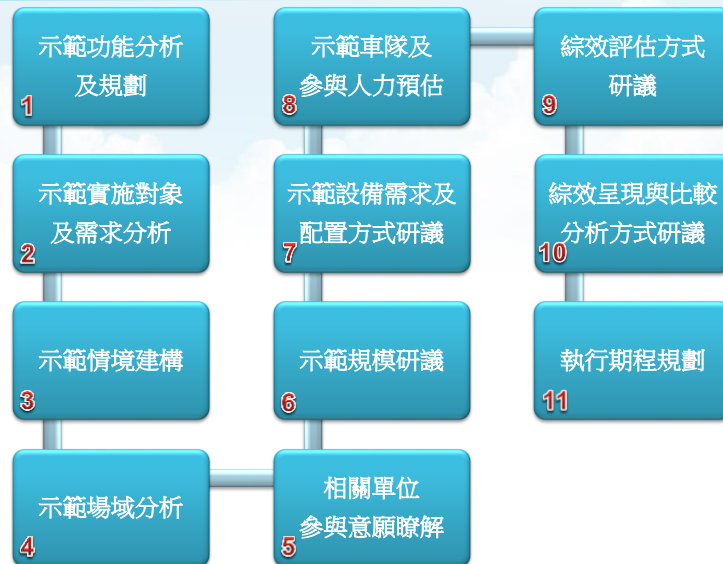 示範功能分析
及規劃
1
示範實施對象
及需求分析
2
示範情境建構
3
示範場域分析
4
相關單位
參與意願瞭解
5
示範規模研議
6
示範設備需求及
配置方式研議
7
示範車隊及
參與人力預估
8
綜效評估方式
研議
9
綜效呈現與比較
分析方式研議
10
執行期程規劃
11